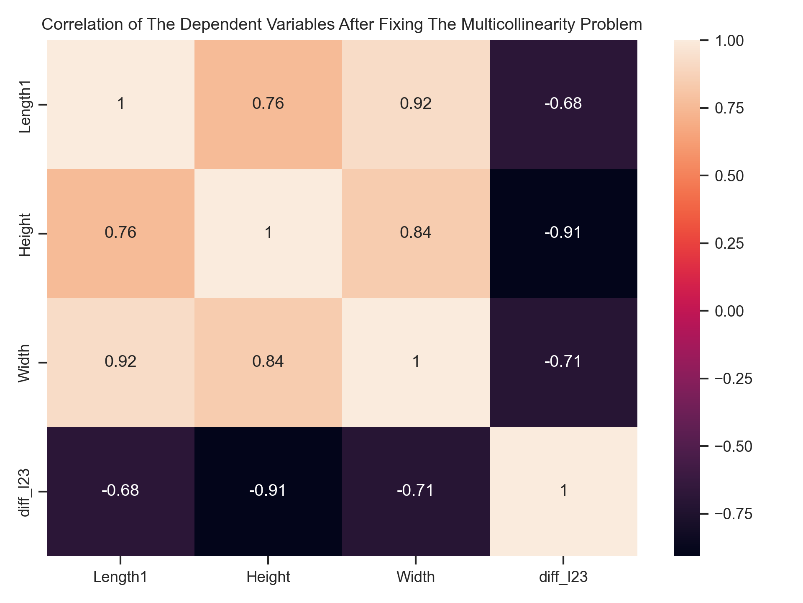 Correlation of The Dependent Variables After Fixing The Multicollinearity Problem
Length1
1
0.76
0.92
-0.68
Height
0.76
1
0.84
-0.91
Width
0.92
0.84
1
-0.71
diff_l23
-0.68
-0.91
-0.71
1
Length1
Height
Width
diff_l23
1.00
0.75
0.50
0.25
0.00
−0.25
−0.50
−0.75